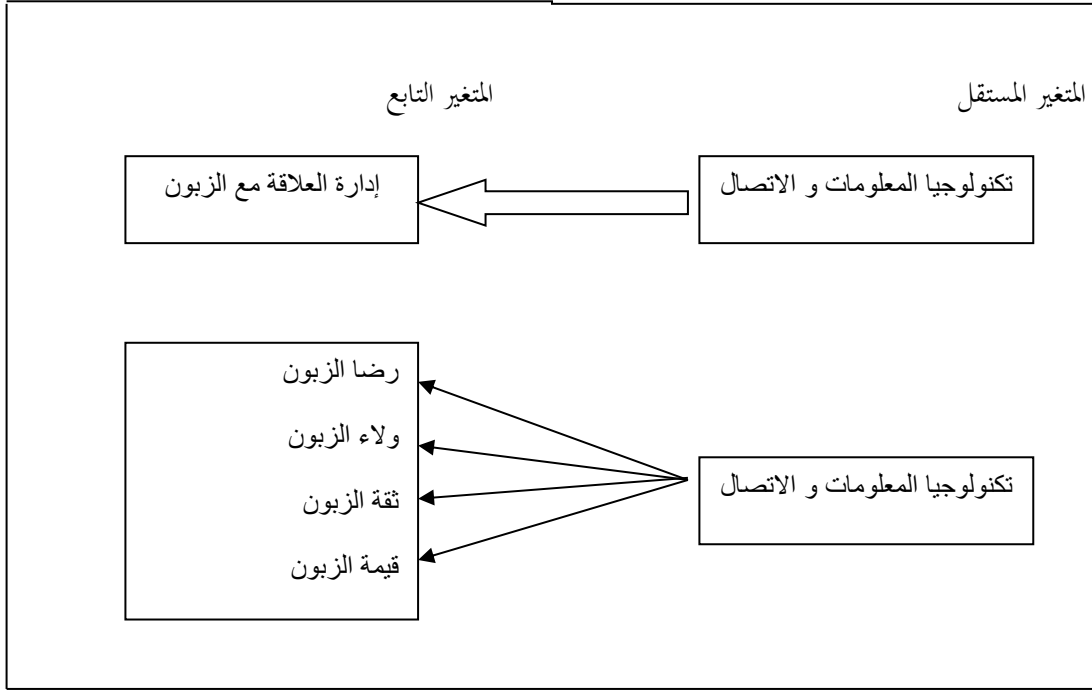 المتغير المستقل
المتغير التابع
تكنولوجيا المعلومات و الاتصال
إدارة العلاقة مع الزبون
تكنولوجيا المعلومات و الاتصال
رضا الزبون
ولاء الزبون
ثقة الزبون
قيمة الزبون